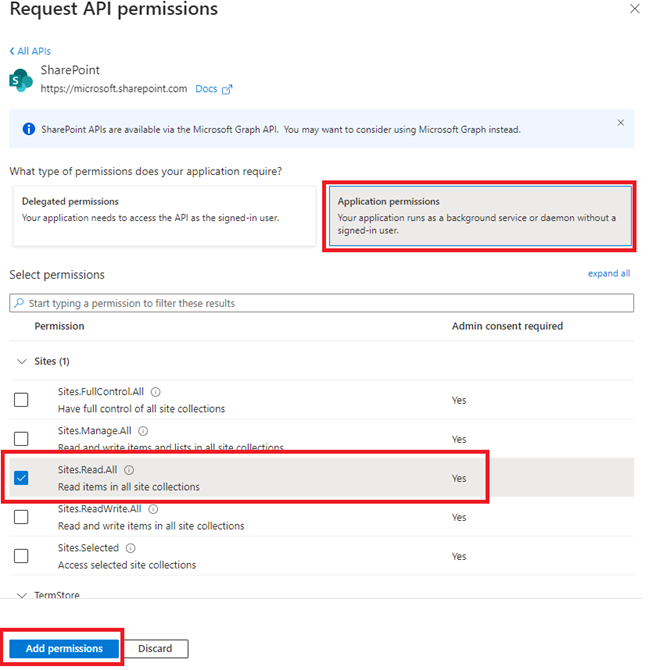 Request API permissions
All APIs
SharePoint
https://microsoft.sharepoint.com Docs
SharePoint APIs are available via the Microsoft Graph API. You may want to consider using Microsoft Graph instead.
What type of permissions does your application require?
Delegated permissions
Your application needs to access the API as the signed-in user.
Application permissions
Your application runs as a background service or daemon without a
signed-in user.
Select permissions
expand all
Start typing a permission to filter these results
Permission Admin consent required
Sites (1)
Sites.FullControl.All
Have full control of all site collections
Yes
Sites.Manage.All
Read and write items and lists in all site collections
Yes
Sites.Read.All
Read items in all site collections
Yes
Sites.ReadWrite.All
Read and write items in all site collections
Yes
Sites.Selected
Access selected site collections
Yes
TermStore
Add permissions Discard